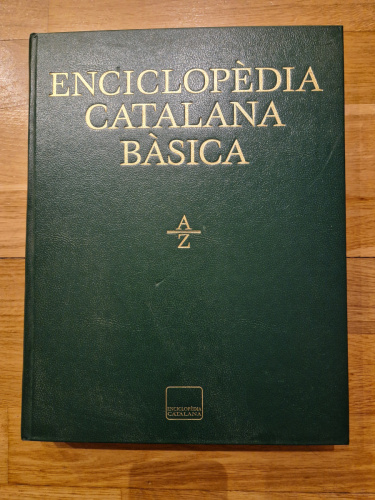 ENCICLOPÈDIA
CATALANA
BÀSICA
A
Z
ENCICLOPÈDIA
CATALANA